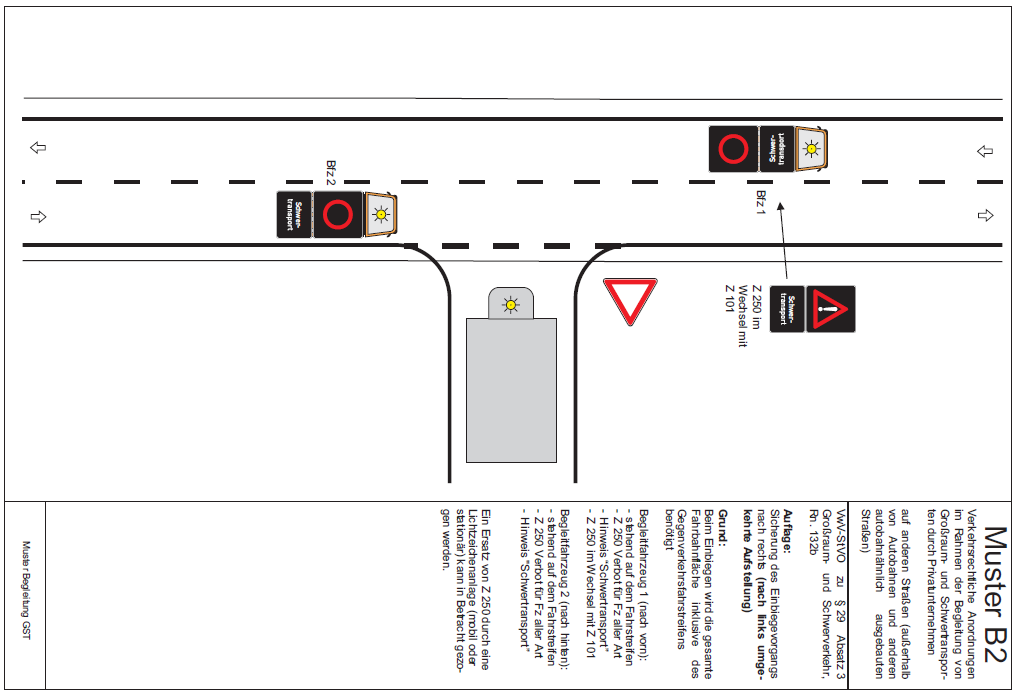 Muster B2
Verkehrsrechtliche Anordnungen
im Rahmen der Begleitung von
Großraum- und Schwertranspor-
ten durch Privatunternehmen
auf anderen Straßen (außerhalb
von Autobahnen und anderen
autobahnähnlich ausgebauten
Straßen)
VwV-StVO zu § 29 Absatz 3
Großraum- und Schwerverkehr,
Rn. 132b
Auflage:
Sicherung des Einbiegevorgangs
nach rechts (nach links umge-
kehrte Aufstellung)
Grund:
Beim Einbiegen wird die gesamte
Fahrbahnfläche inklusive des
Gegenverkehrsfahrstreifens
benötigt
Begleitfahrzeug 1 (nach vorn):
- stehend auf dem Fahrstreifen
- Z 250 Verbot für Fz aller Art
- Hinweis "Schwertransport"
- Z 250 im Wechsel mit Z 101
Begleitfahrzeug 2 (nach hinten):
- stehend auf dem Fahrstreifen
- Z 250 Verbot für Fz aller Art
- Hinweis "Schwertransport"
Ein Ersatz von Z 250 durch eine
Lichtzeichenanlage (mobil oder
stationär) kann in Betracht gezo-
gen werden.
Muster Begleitung GST
Schwer-
transport
Bfz 1
Schwer-
transport
Z 250 im
Wechsel mit
Z 101
Bfz 2
Schwer-
transport